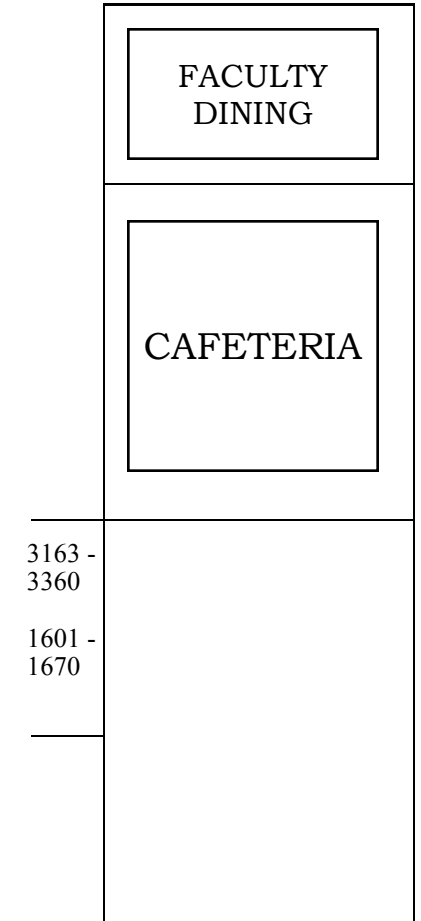 FACULTY
DINING
CAFETERIA
3163 -
3360
1601 -
1670